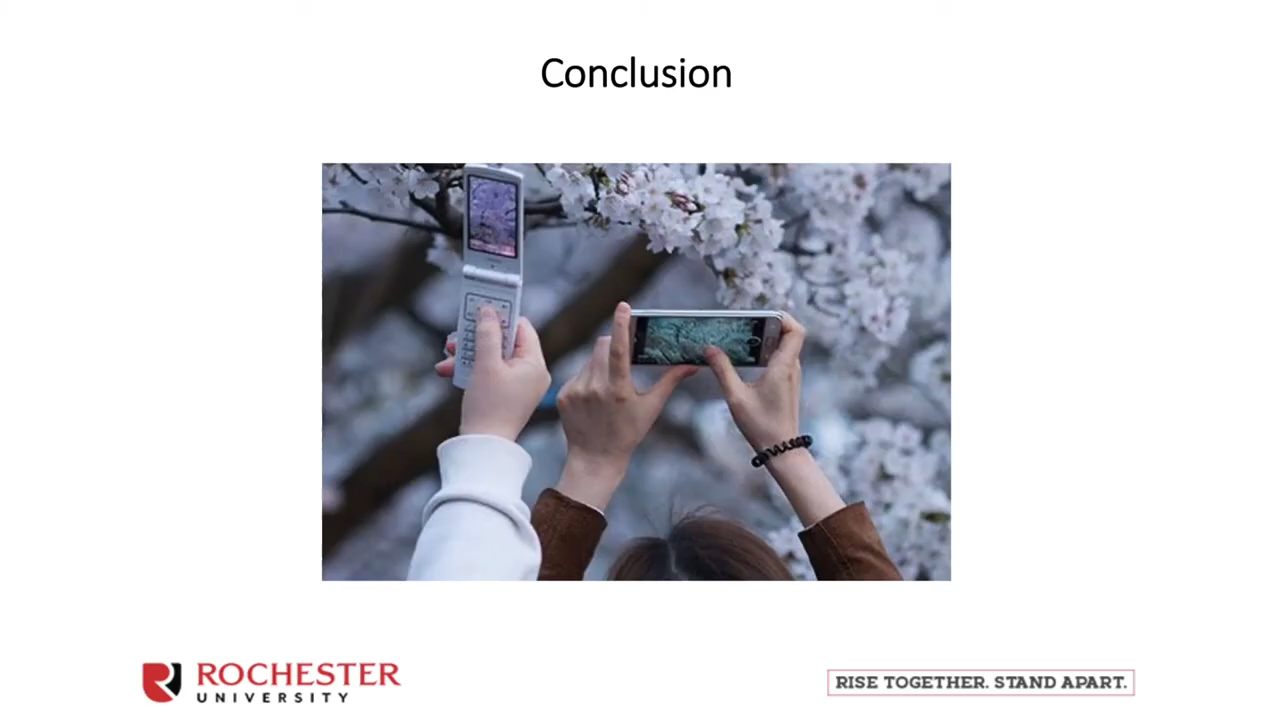 Conclusion
ROCHESTER
UNIVERSITY
RISE TOGETHER. STAND APART.